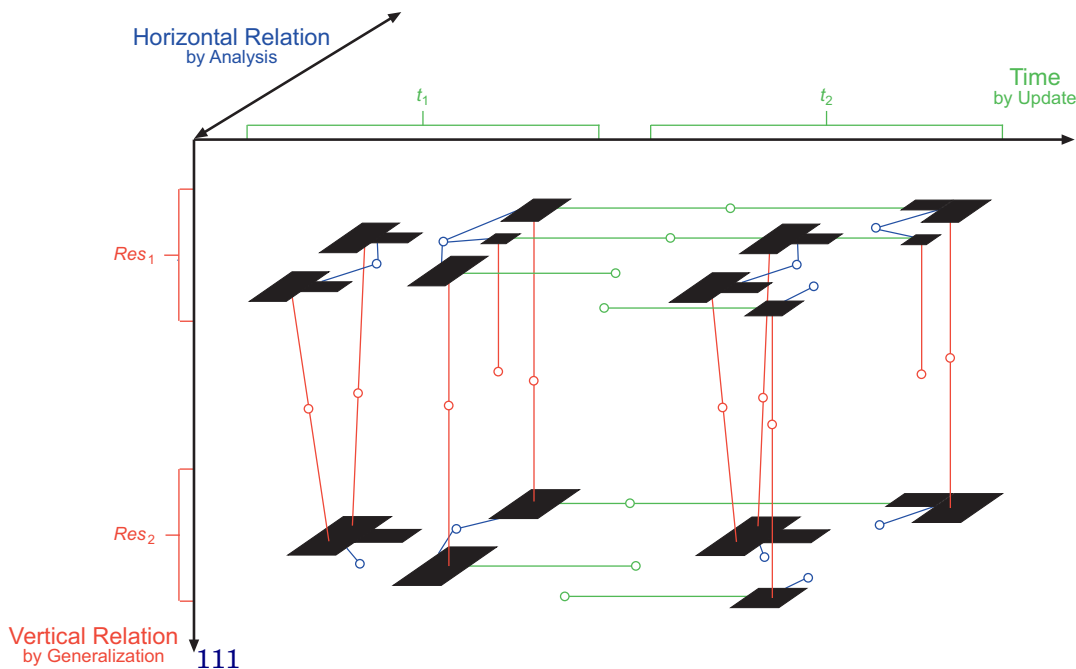 Horizontal Relation
by Analysis
Time
by Update
t1
t2
Res1
Res2
Vertical Relation
by Generalization
111